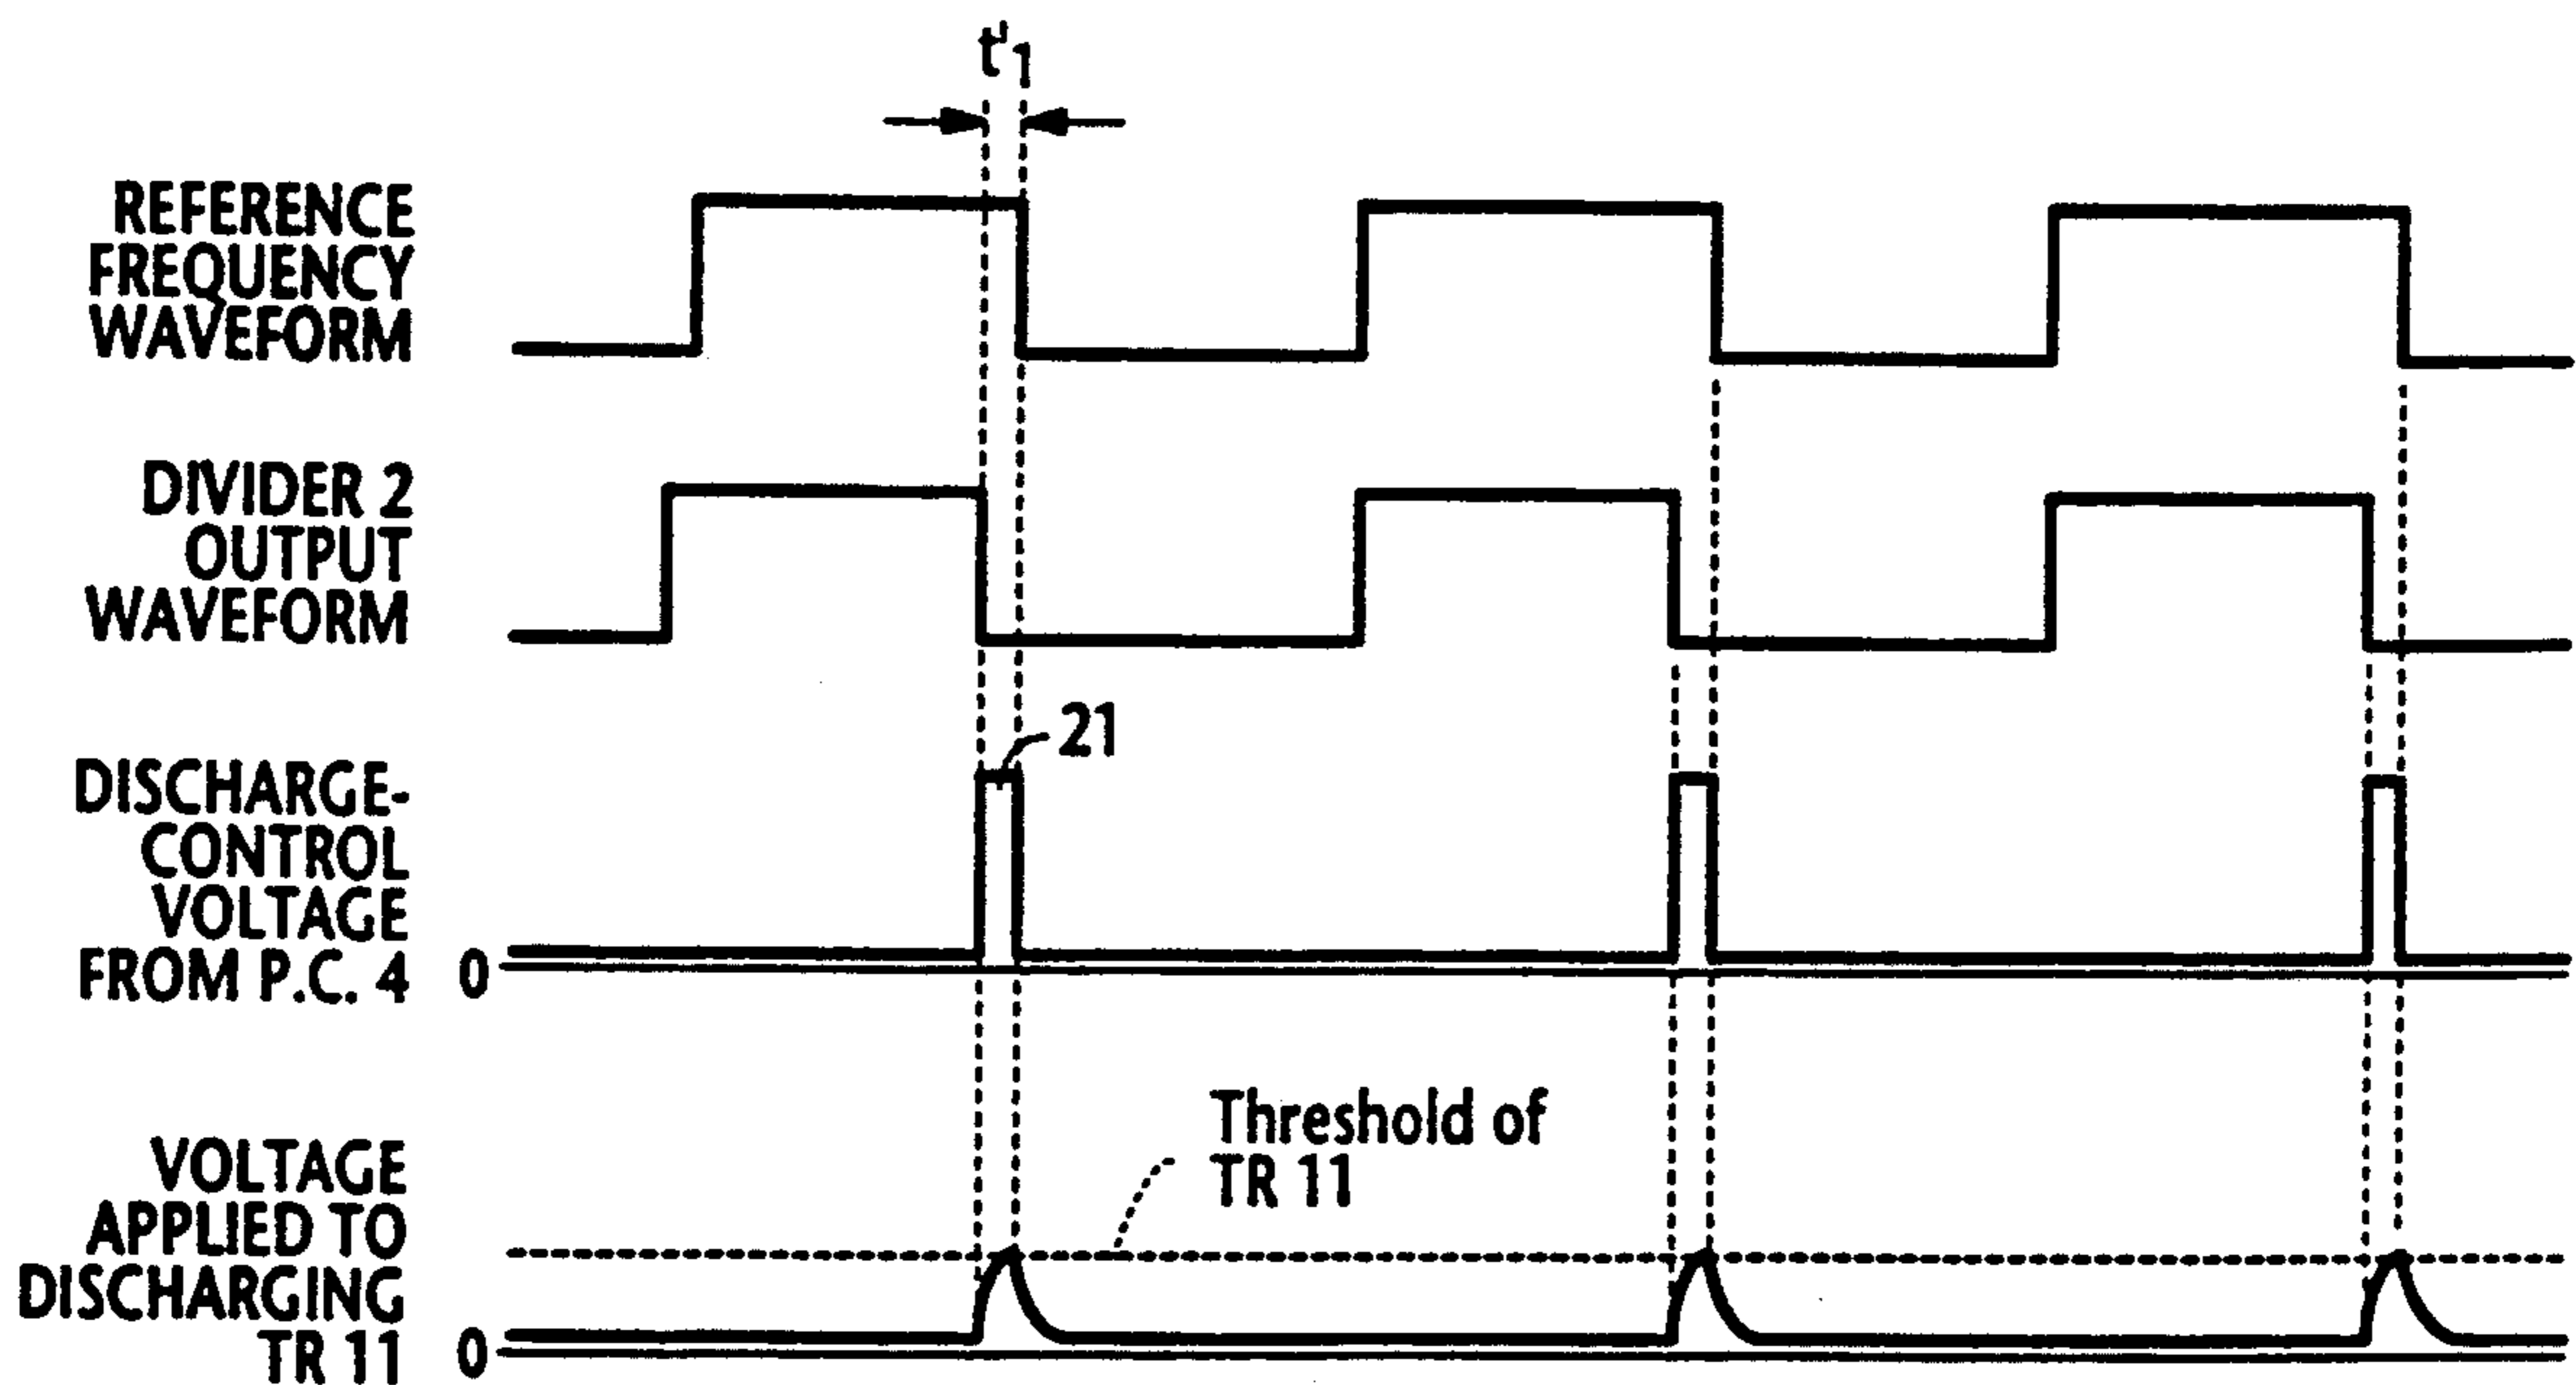 t'1
REFERENCE
FREQUENCY
WAVEFORM
DIVIDER 2
OUTPUT
WAVEFORM
21
DISCHARGE-
CONTROL
VOLTAGE
FROM P.C. 4
0
Threshold of
TR 11
VOLTAGE
APPLIED TO
DISCHARGING
TR 11
0